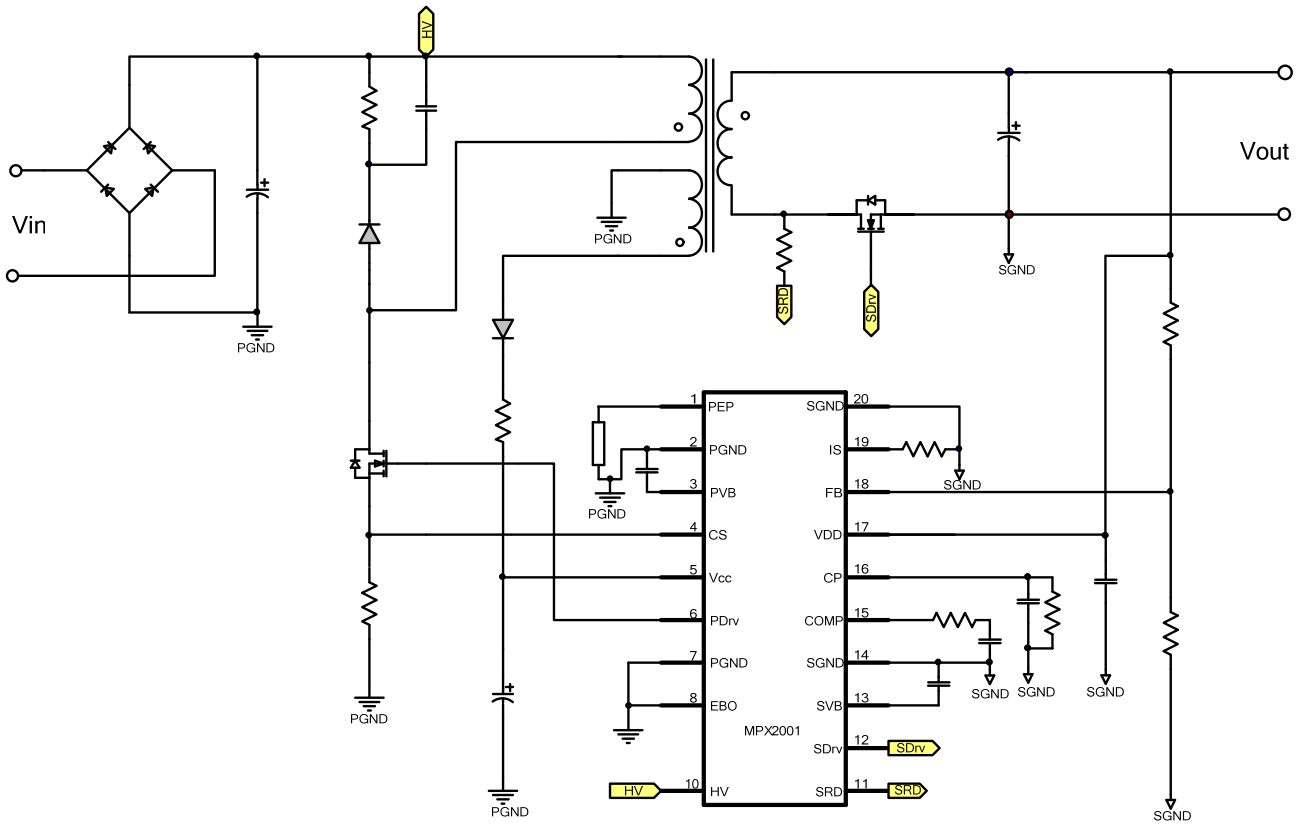 HV
Vin
Vout
PGND
PGND
SGND
SRD
SDrv
1 PEP
2 PGND
3 PVB
4 CS
5 Vcc
6 PDrv
7 PGND
8 EBO
10 HV
20 SGND
19 IS
18 FB
17 VDD
16 CP
15 COMP
14 SGND
13 SVB
12 SDrv
11 SRD
MPX2001
PGND
SGND
SGND
SGND
SGND
PGND
SDrv
HV
SRD
PGND
SGND